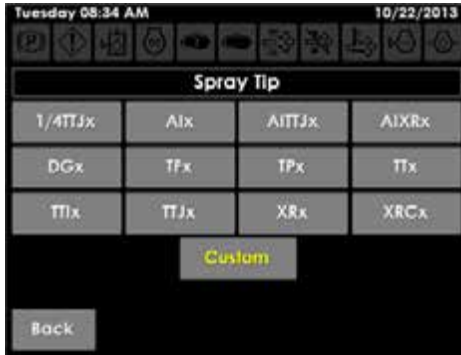 Tuesday 08:34 AM 10/22/2013
Spray Tip
1/4TTJx AIx AITTJx AIXRx
DGx TFx TPx TTx
TTIx TTJx XRx XRCx
Custom
Back